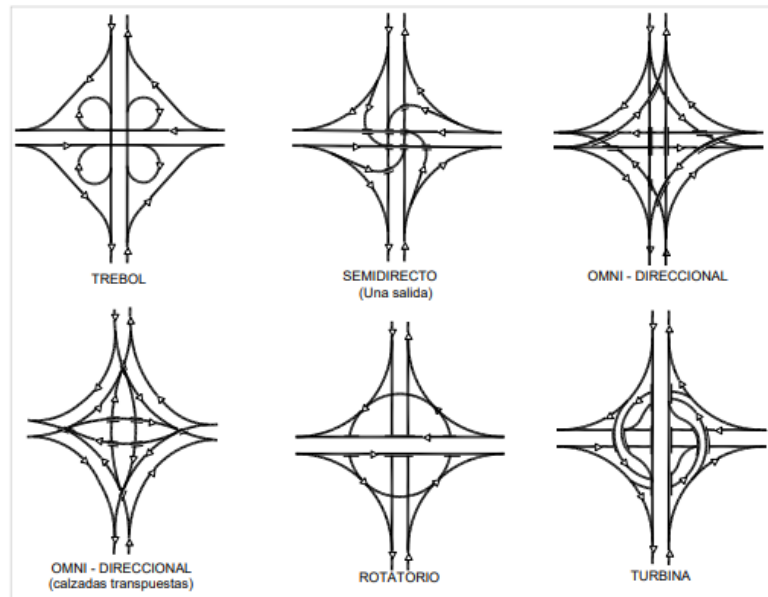 TREBOL
SEMIDIRECTO
(Una salida)
OMNI - DIRECCIONAL
OMNI - DIRECCIONAL
(calzadas transpuestas)
ROTATORIO
TURBINA